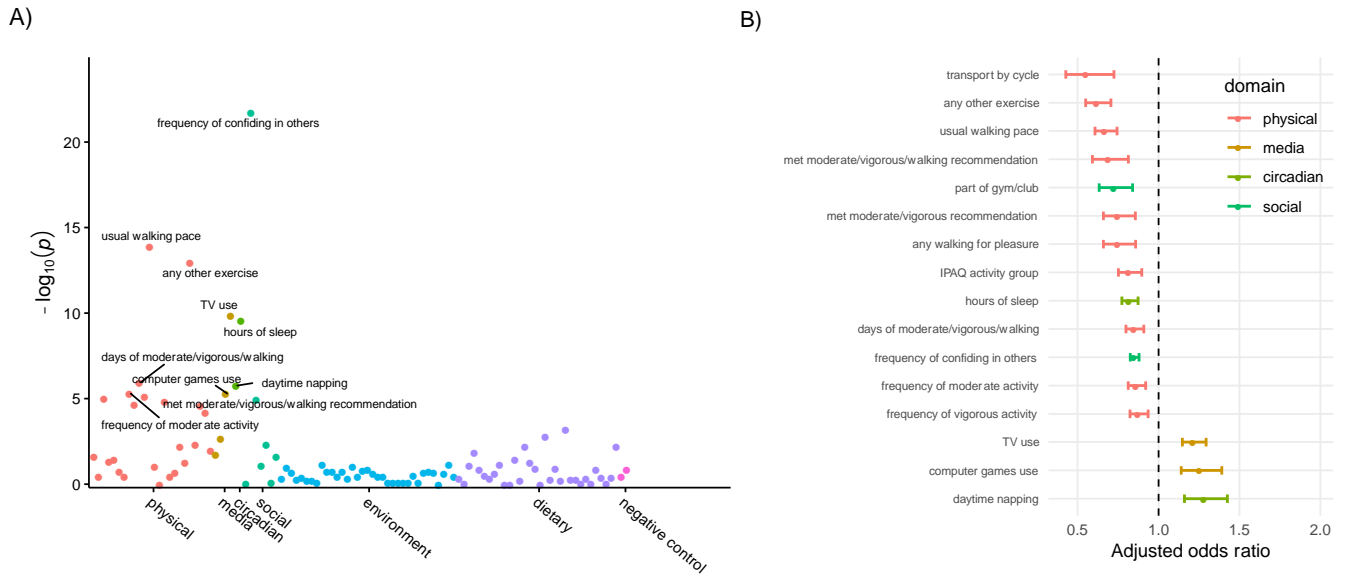 A)
− log10(p)
20
15
10
5
0
frequency of confiding in others
usual walking pace
any other exercise
TV use
hours of sleep
days of moderate/vigorous/walking
computer games use
daytime napping
met moderate/vigorous/walking recommendation
frequency of moderate activity
physical
media
circadian
social
environment
dietary
negative control
B)
transport by cycle
any other exercise
usual walking pace
met moderate/vigorous/walking recommendation
part of gym/club
met moderate/vigorous recommendation
any walking for pleasure
IPAQ activity group
hours of sleep
days of moderate/vigorous/walking
frequency of confiding in others
frequency of moderate activity
frequency of vigorous activity
TV use
computer games use
daytime napping
domain
physical
media
circadian
social
0.5 1.0 1.5 2.0
Adjusted odds ratio